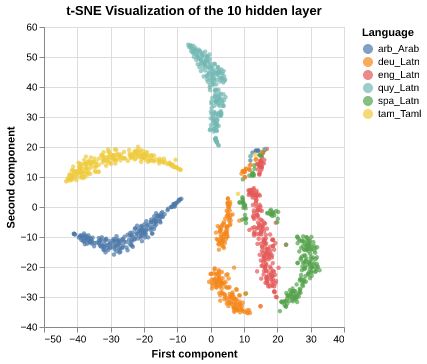 t-SNE Visualization of the 10 hidden layer
60
50
40
30
20
10
0
−10
−20
−30
−40
−50 −40 −30 −20 −10 0 10 20 30 40
Second component
First component
Language
arb_Arab
deu_Latn
eng_Latn
quy_Latn
spa_Latn
tam_Taml